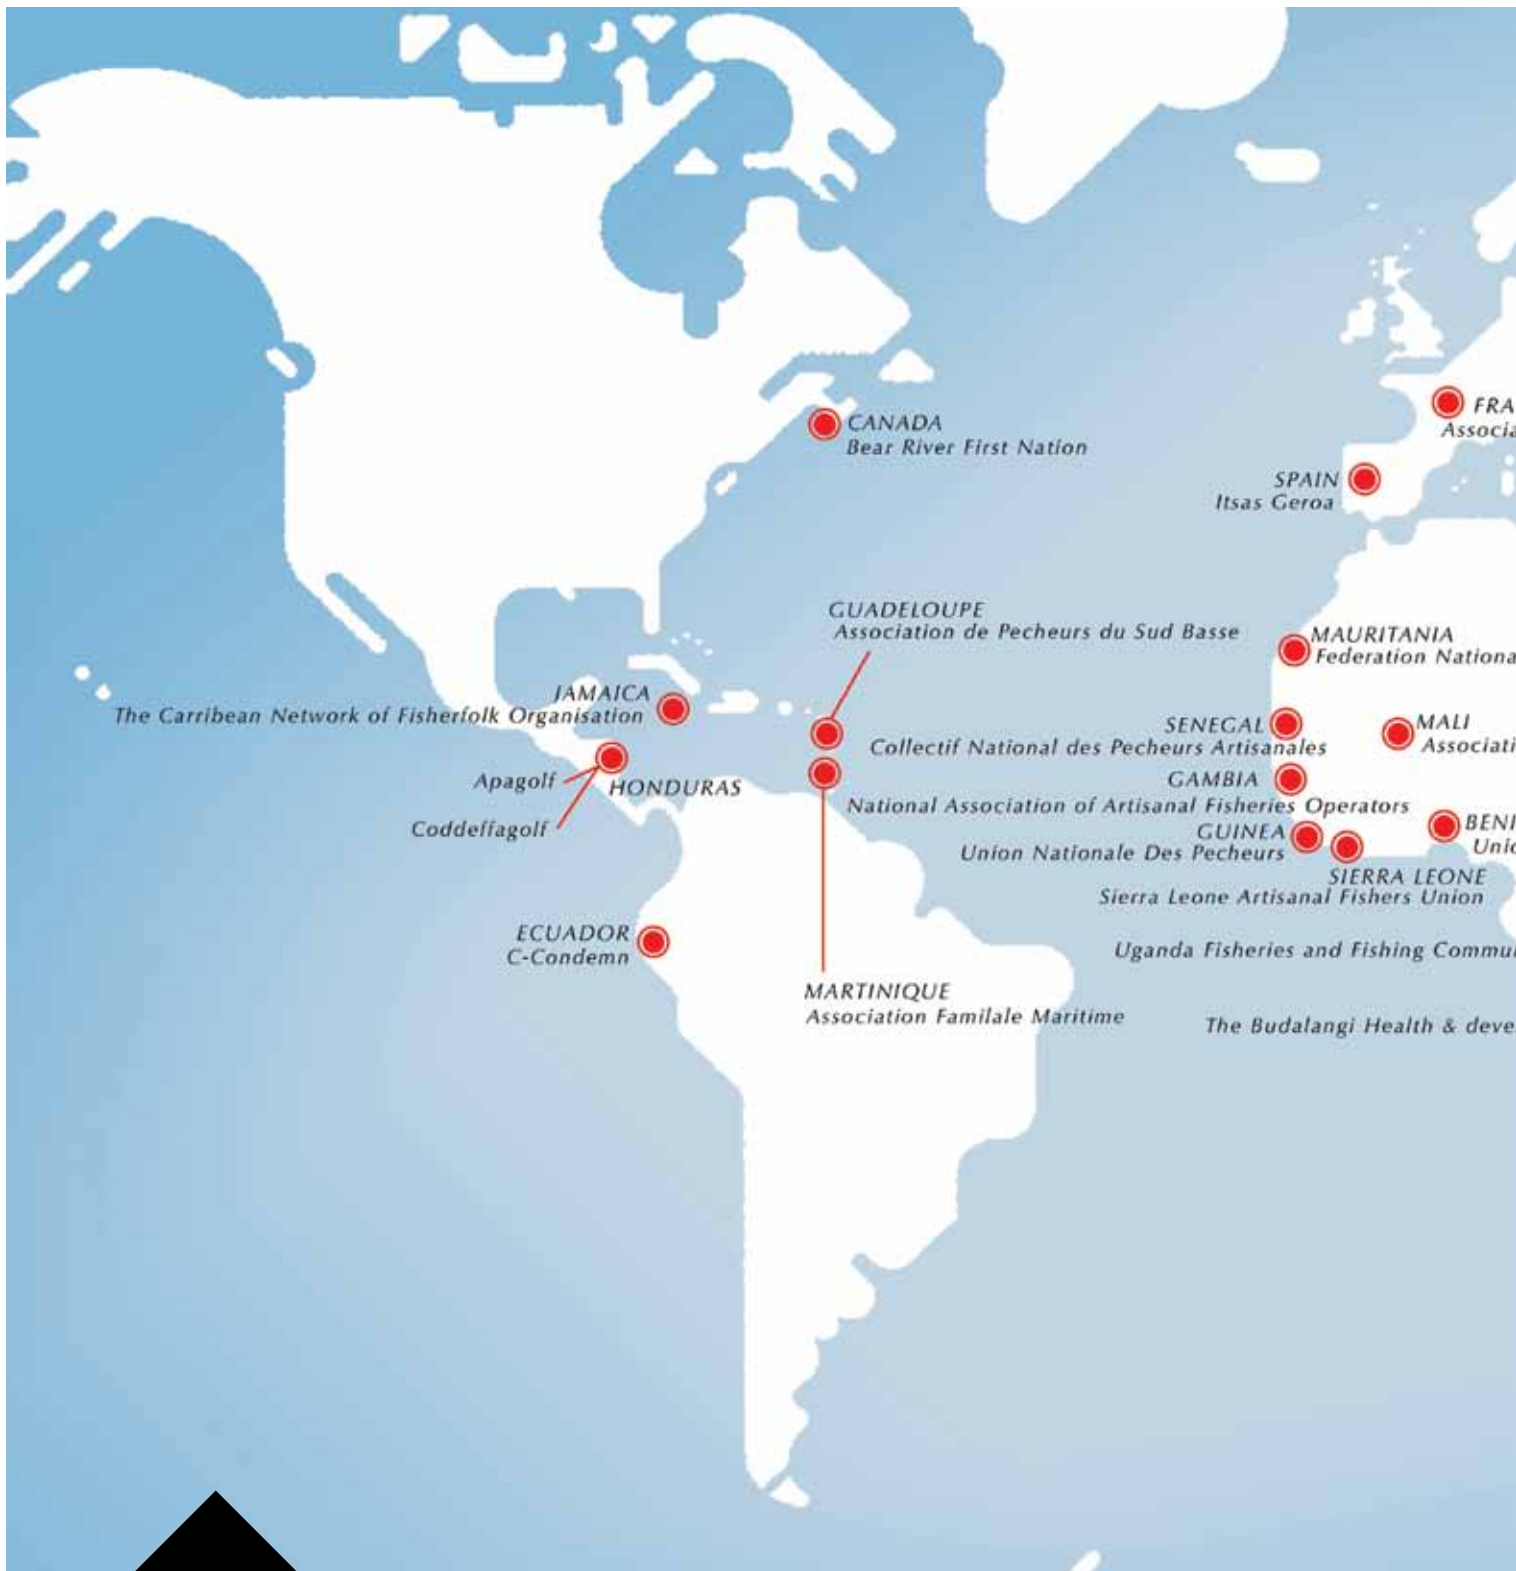 CANADA
Bear River First Nation
FRA
Associa
SPAIN
Itsas Geroa
GUADELOUPE
Association de Pecheurs du Sud Basse
MAURITANIA
Federation Nationa
JAMAICA
The Carribean Network of Fisherfolk Organisation
SENEGAL
Collectif National des Pecheurs Artisanales
MALI
Associati
Apagolf
HONDURAS
Coddeffagolf
GAMBIA
National Association of Artisanal Fisheries Operators
GUINEA
Union Nationale Des Pecheurs
BENI
Unio
SIERRA LEONE
Sierra Leone Artisanal Fishers Union
ECUADOR
C-Condemn
Uganda Fisheries and Fishing Commu
MARTINIQUE
Association Familale Maritime
The Budalangi Health & deve